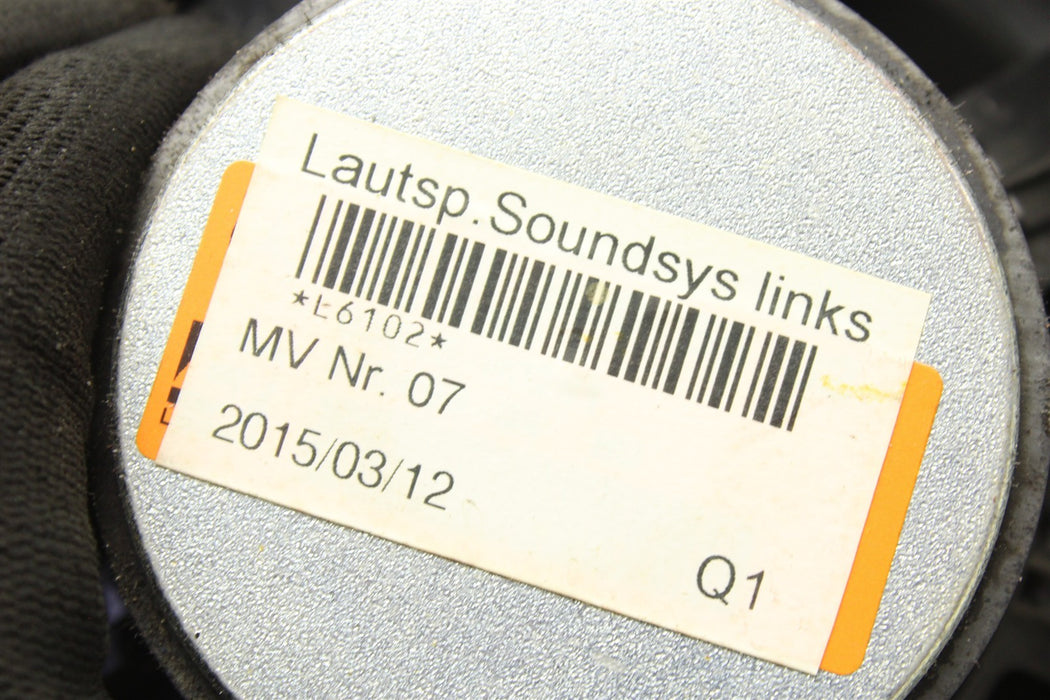 Lautsp.Soundsys links
*L6102*
MV Nr. 07
2015/03/12
Q1